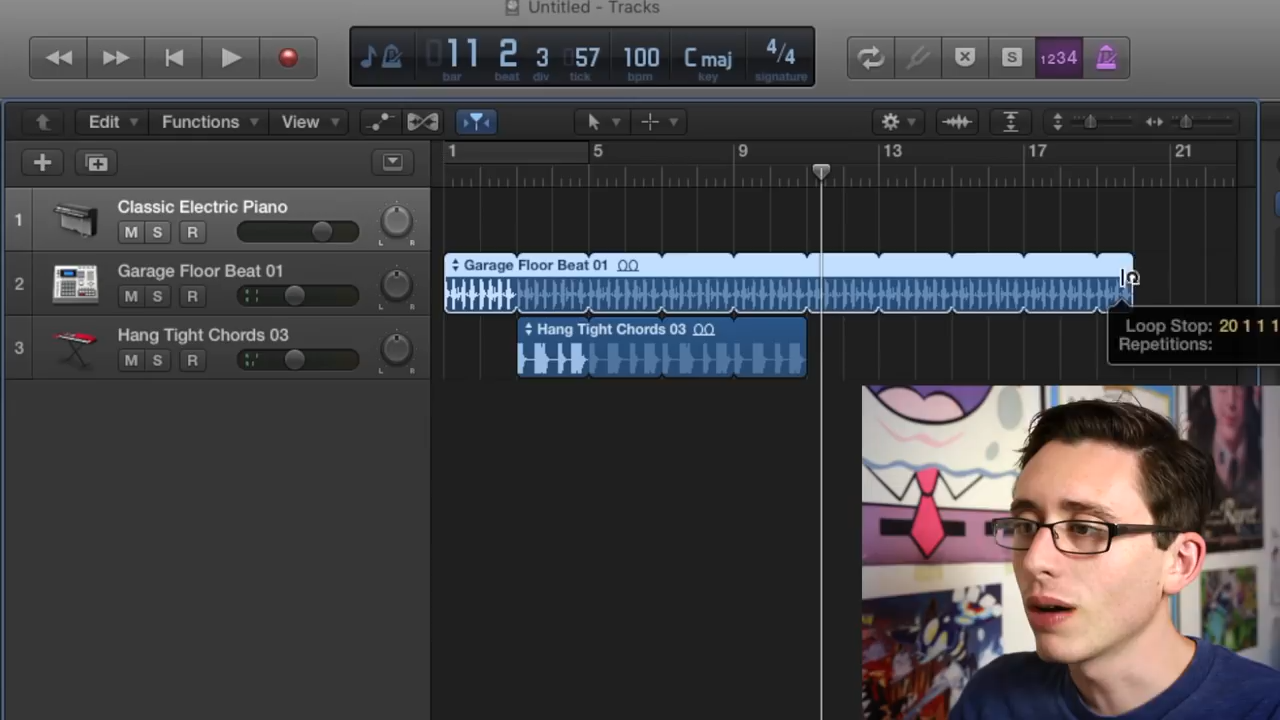 Untitled - Tracks
11 2 3 57 100 C maj 4/4
bar beat div tick bpm key signature
S 1234
Edit Functions View
1 5 9 13 17 21
1 Classic Electric Piano
M S R L R
Garage Floor Beat 01
2 Garage Floor Beat 01
M S R L R
Loop Stop: 20 1 1 1
Hang Tight Chords 03
3 Hang Tight Chords 03
Repetitions:
M S R L R